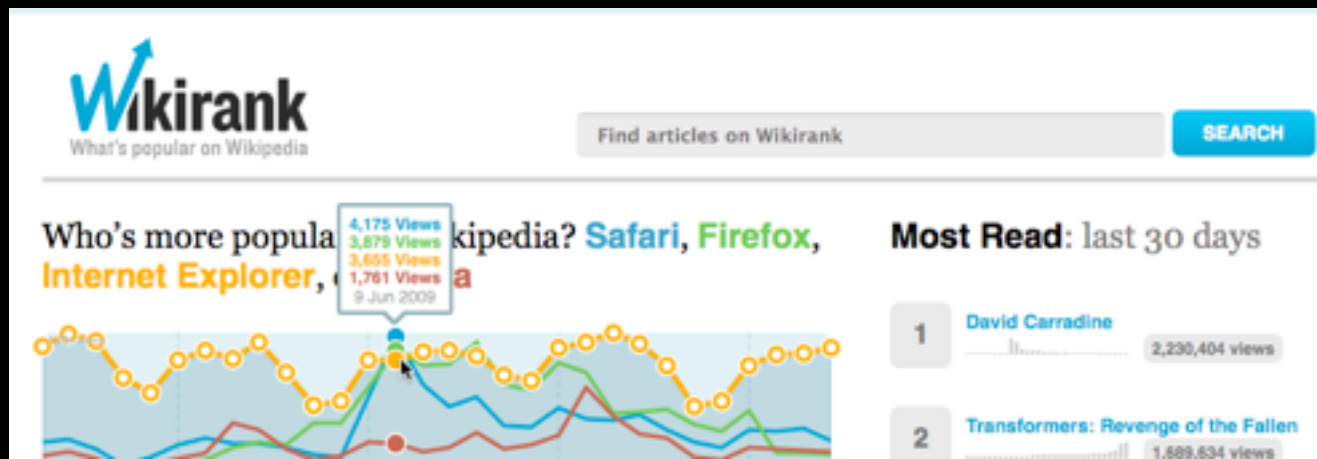 Wikirank
What's popular on Wikipedia
Find articles on Wikirank
SEARCH
Who's more popula kipedia? Safari, Firefox,
Internet Explorer, a
4,175 Views
3,879 Views
3,655 Views
1,761 Views
9 Jun 2009
Most Read: last 30 days
1
David Carradine
2,230,404 views
2
Transformers: Revenge of the Fallen
1,689,634 views